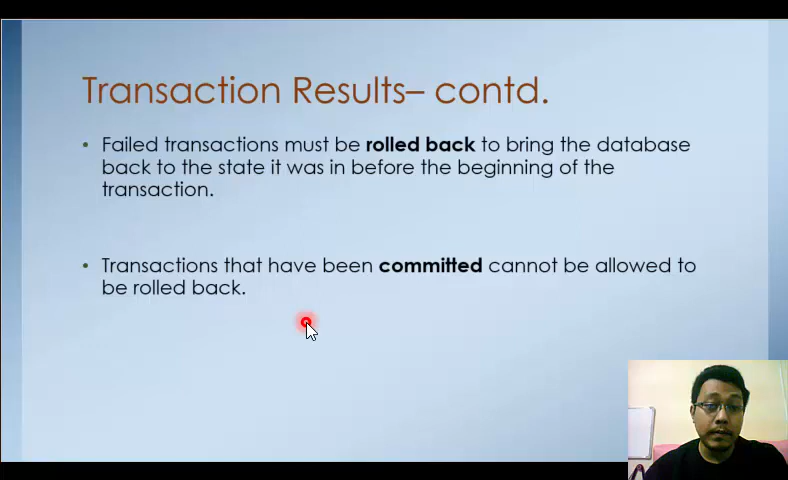 Transaction Results– contd.
• Failed transactions must be rolled back to bring the database
back to the state it was in before the beginning of the
transaction.
• Transactions that have been committed cannot be allowed to
be rolled back.